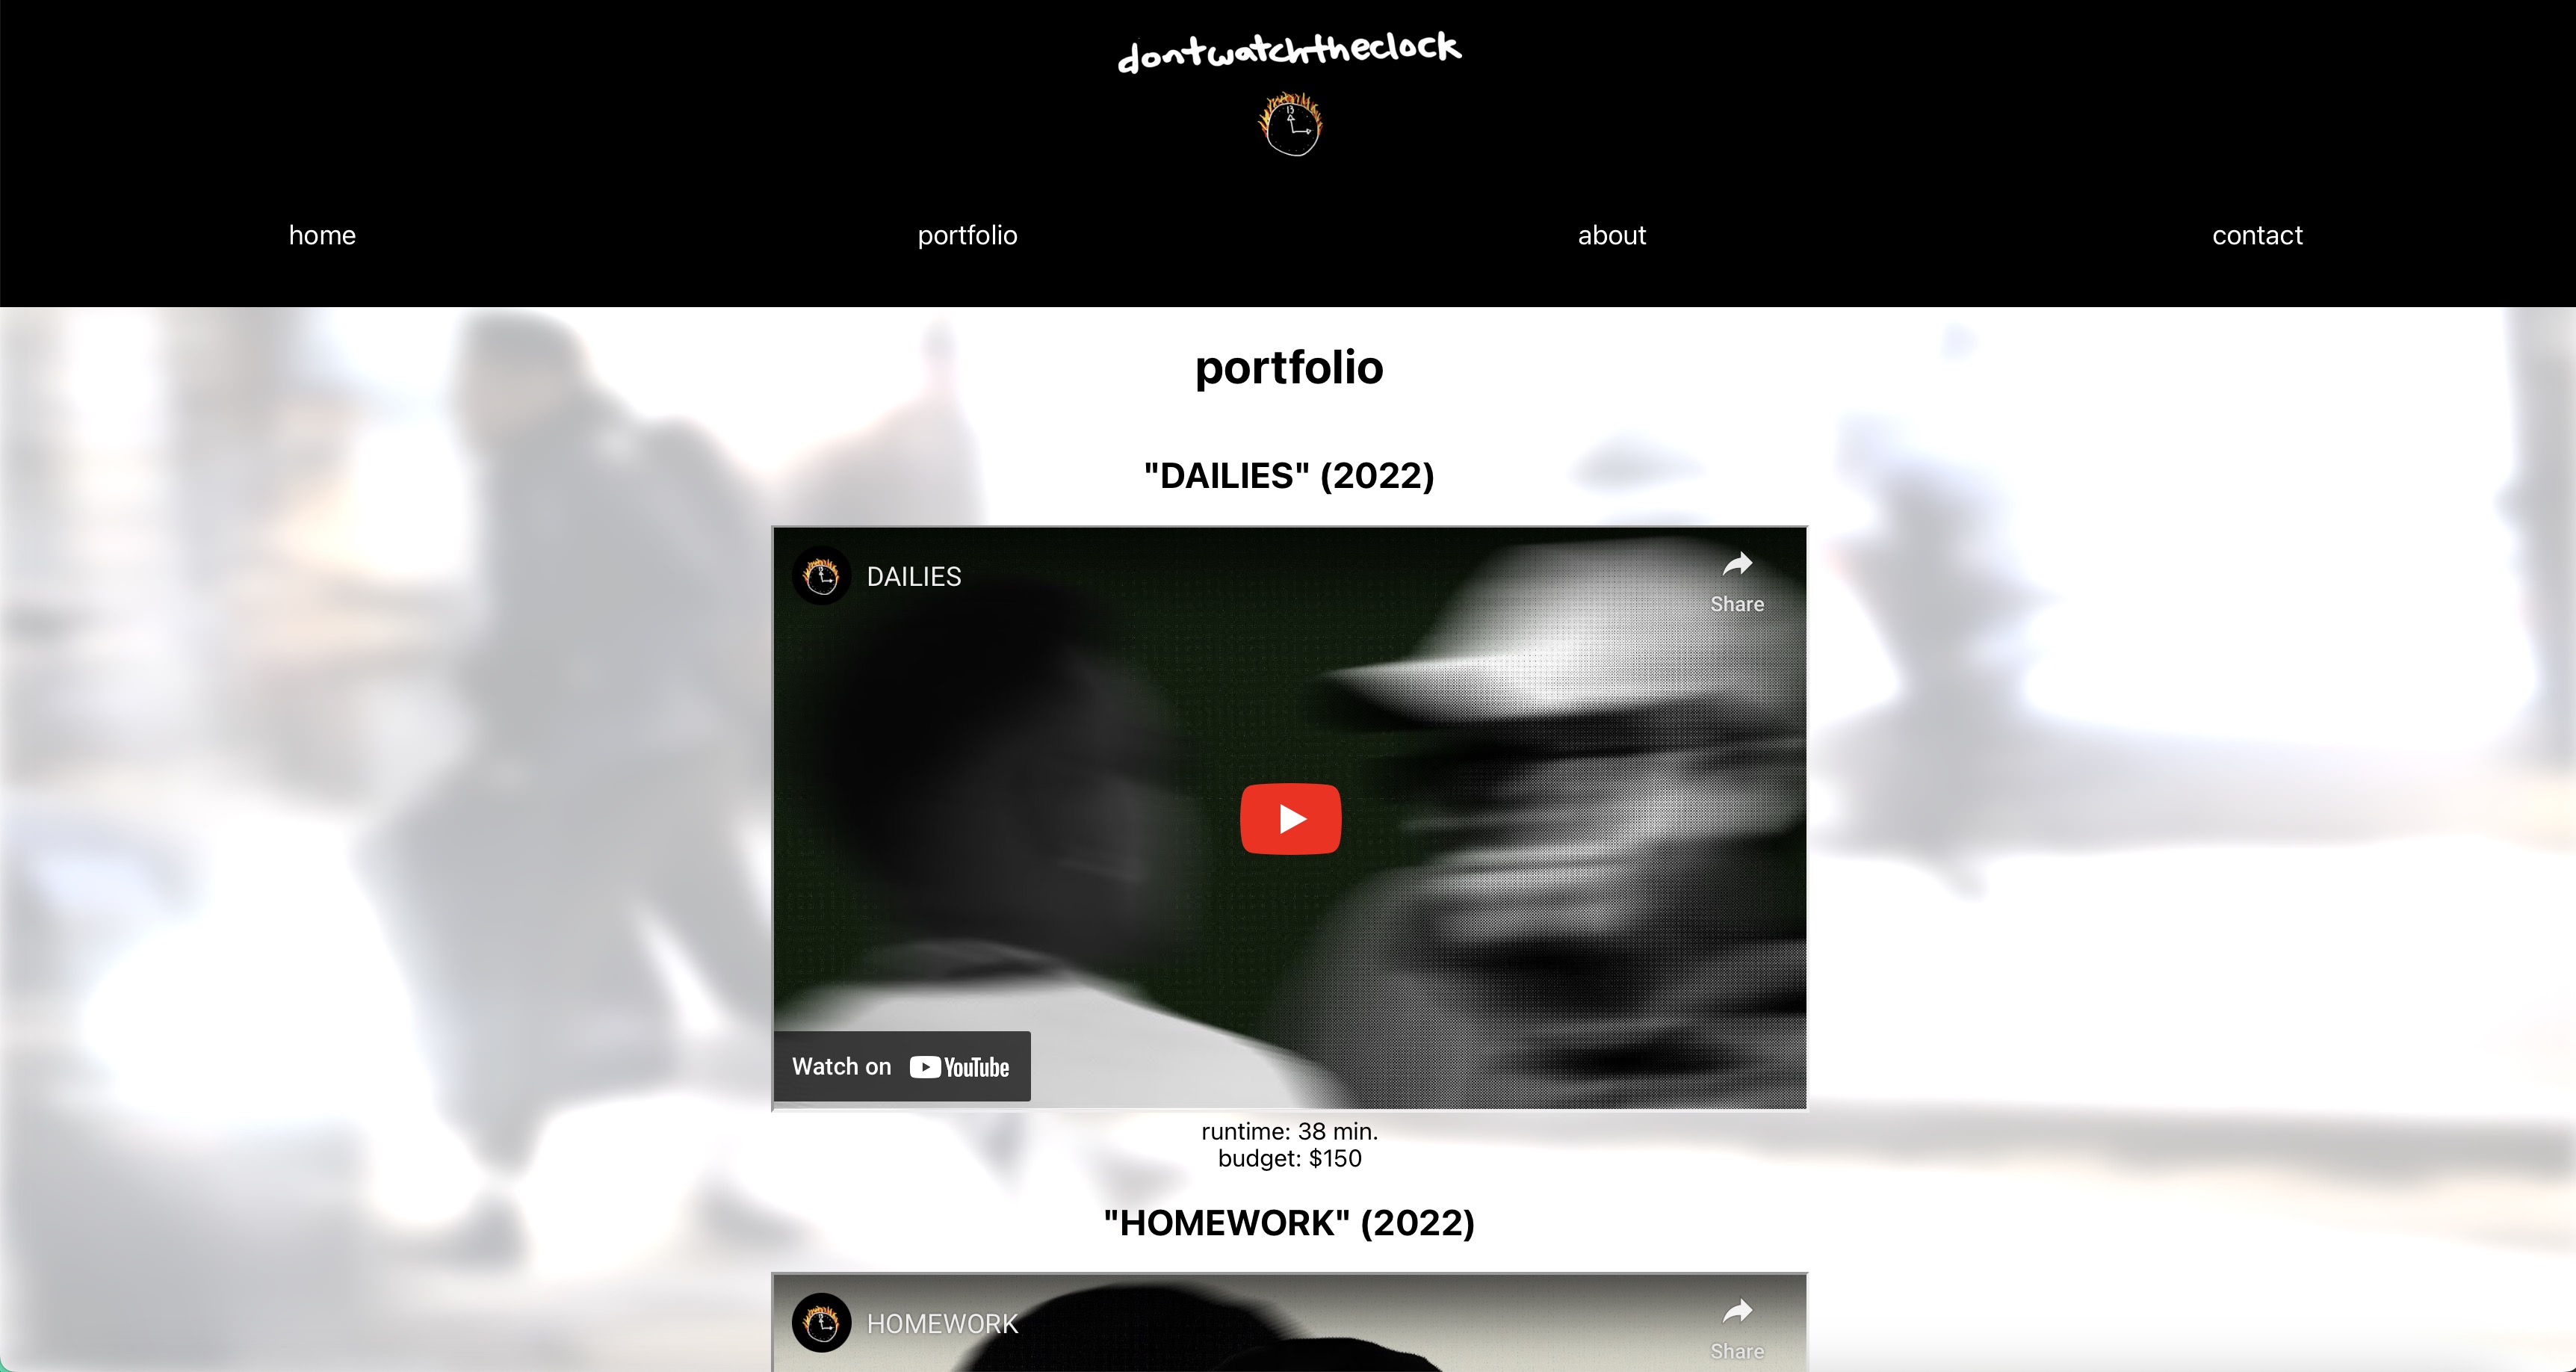 dontwatchtheclock
13
home portfolio about contact
portfolio
"DAILIES" (2022)
DAILIES
Share
Watch on YouTube
runtime: 38 min.
budget: $150
"HOMEWORK" (2022)
HOMEWORK
Share